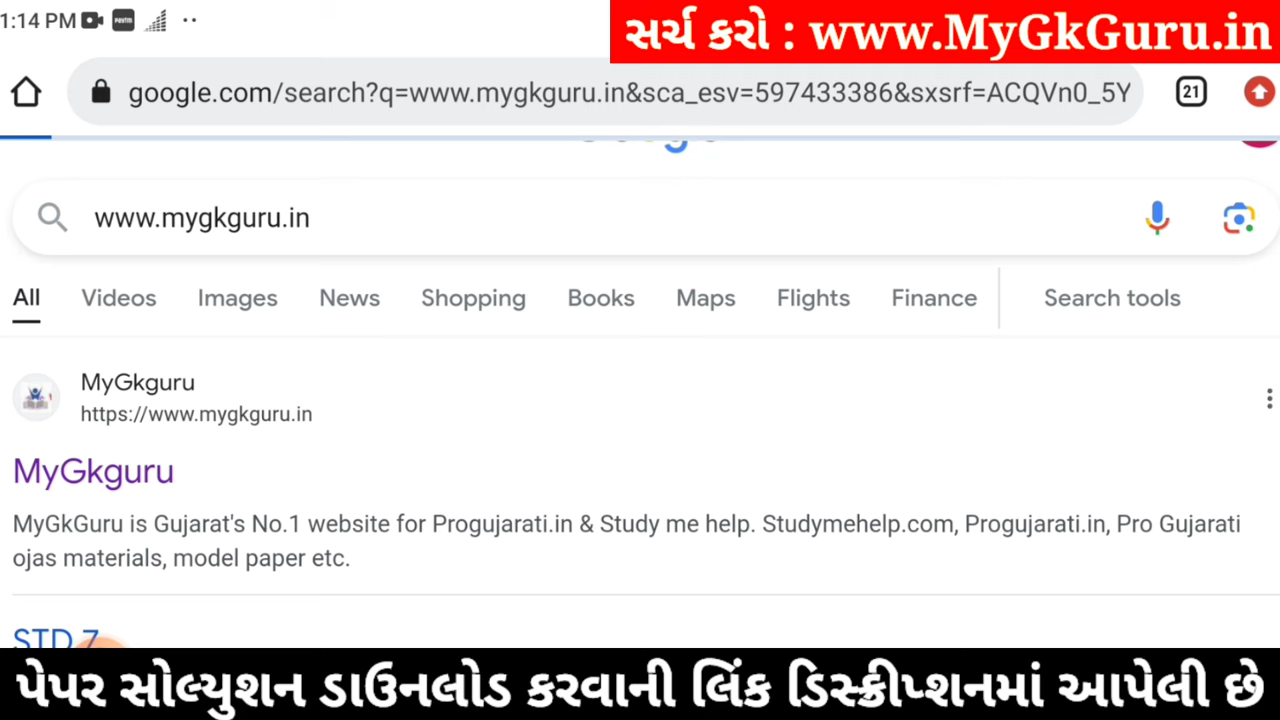 1:14 PM
સર્ચ કરો : www.MyGkGuru.in
google.com/search?q=www.mygkguru.in&sca_esv=597433386&sxsrf=ACQVn0_5Y
21
www.mygkguru.in
All Videos Images News Shopping Books Maps Flights Finance Search tools
MyGkguru
https://www.mygkguru.in
MyGkguru
MyGkGuru is Gujarat's No.1 website for Progujarati.in & Study me help. Studymehelp.com, Progujarati.in, Pro Gujarati
ojas materials, model paper etc.
STD 7
પેપર સોલ્યુશન ડાઉનલોડ કરવાની લિંક ડિસ્ક્રીપ્શનમાં આપેલી છે